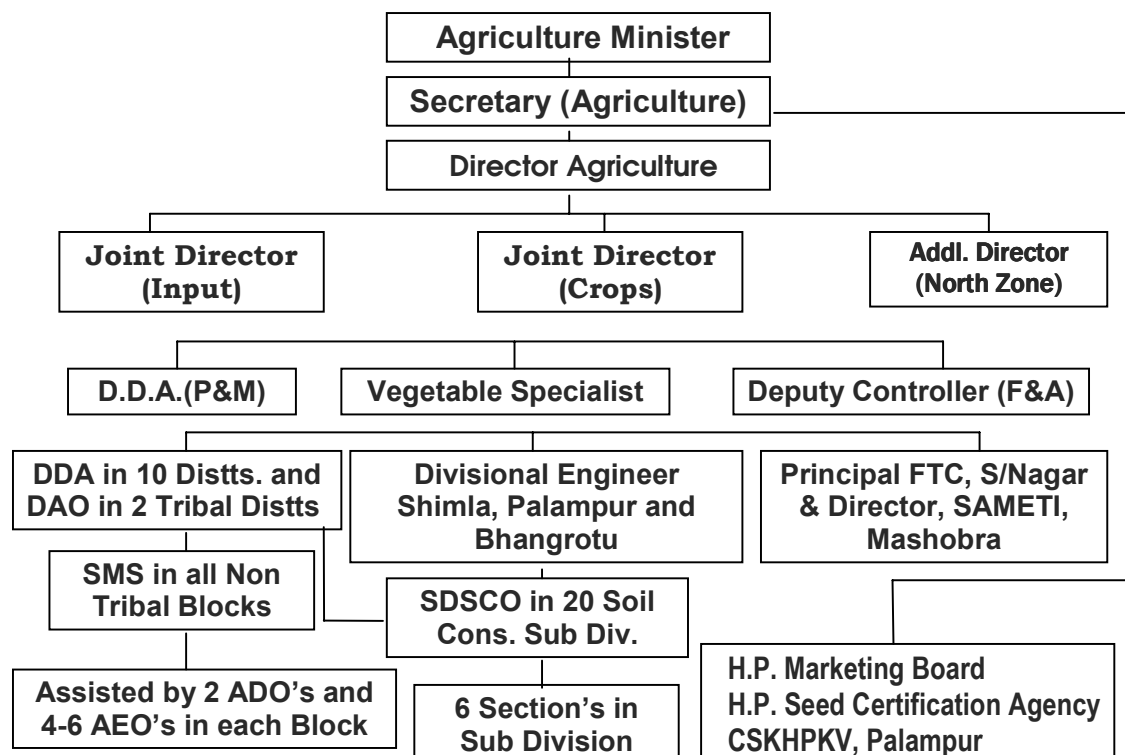 Agriculture Minister
Secretary (Agriculture)
Director Agriculture
Joint Director
(Input)
Joint Director
(Crops)
Addl. Director
(North Zone)
D.D.A.(P&M)
Vegetable Specialist
Deputy Controller (F&A)
DDA in 10 Distts. and
DAO in 2 Tribal Distts
Divisional Engineer
Shimla, Palampur and
Bhangrotu
Principal FTC, S/Nagar
& Director, SAMETI,
Mashobra
SMS in all Non
Tribal Blocks
SDSCO in 20 Soil
Cons. Sub Div.
Assisted by 2 ADO’s and
4-6 AEO’s in each Block
6 Section’s in
Sub Division
H.P. Marketing Board
H.P. Seed Certification Agency
CSKHPKV, Palampur